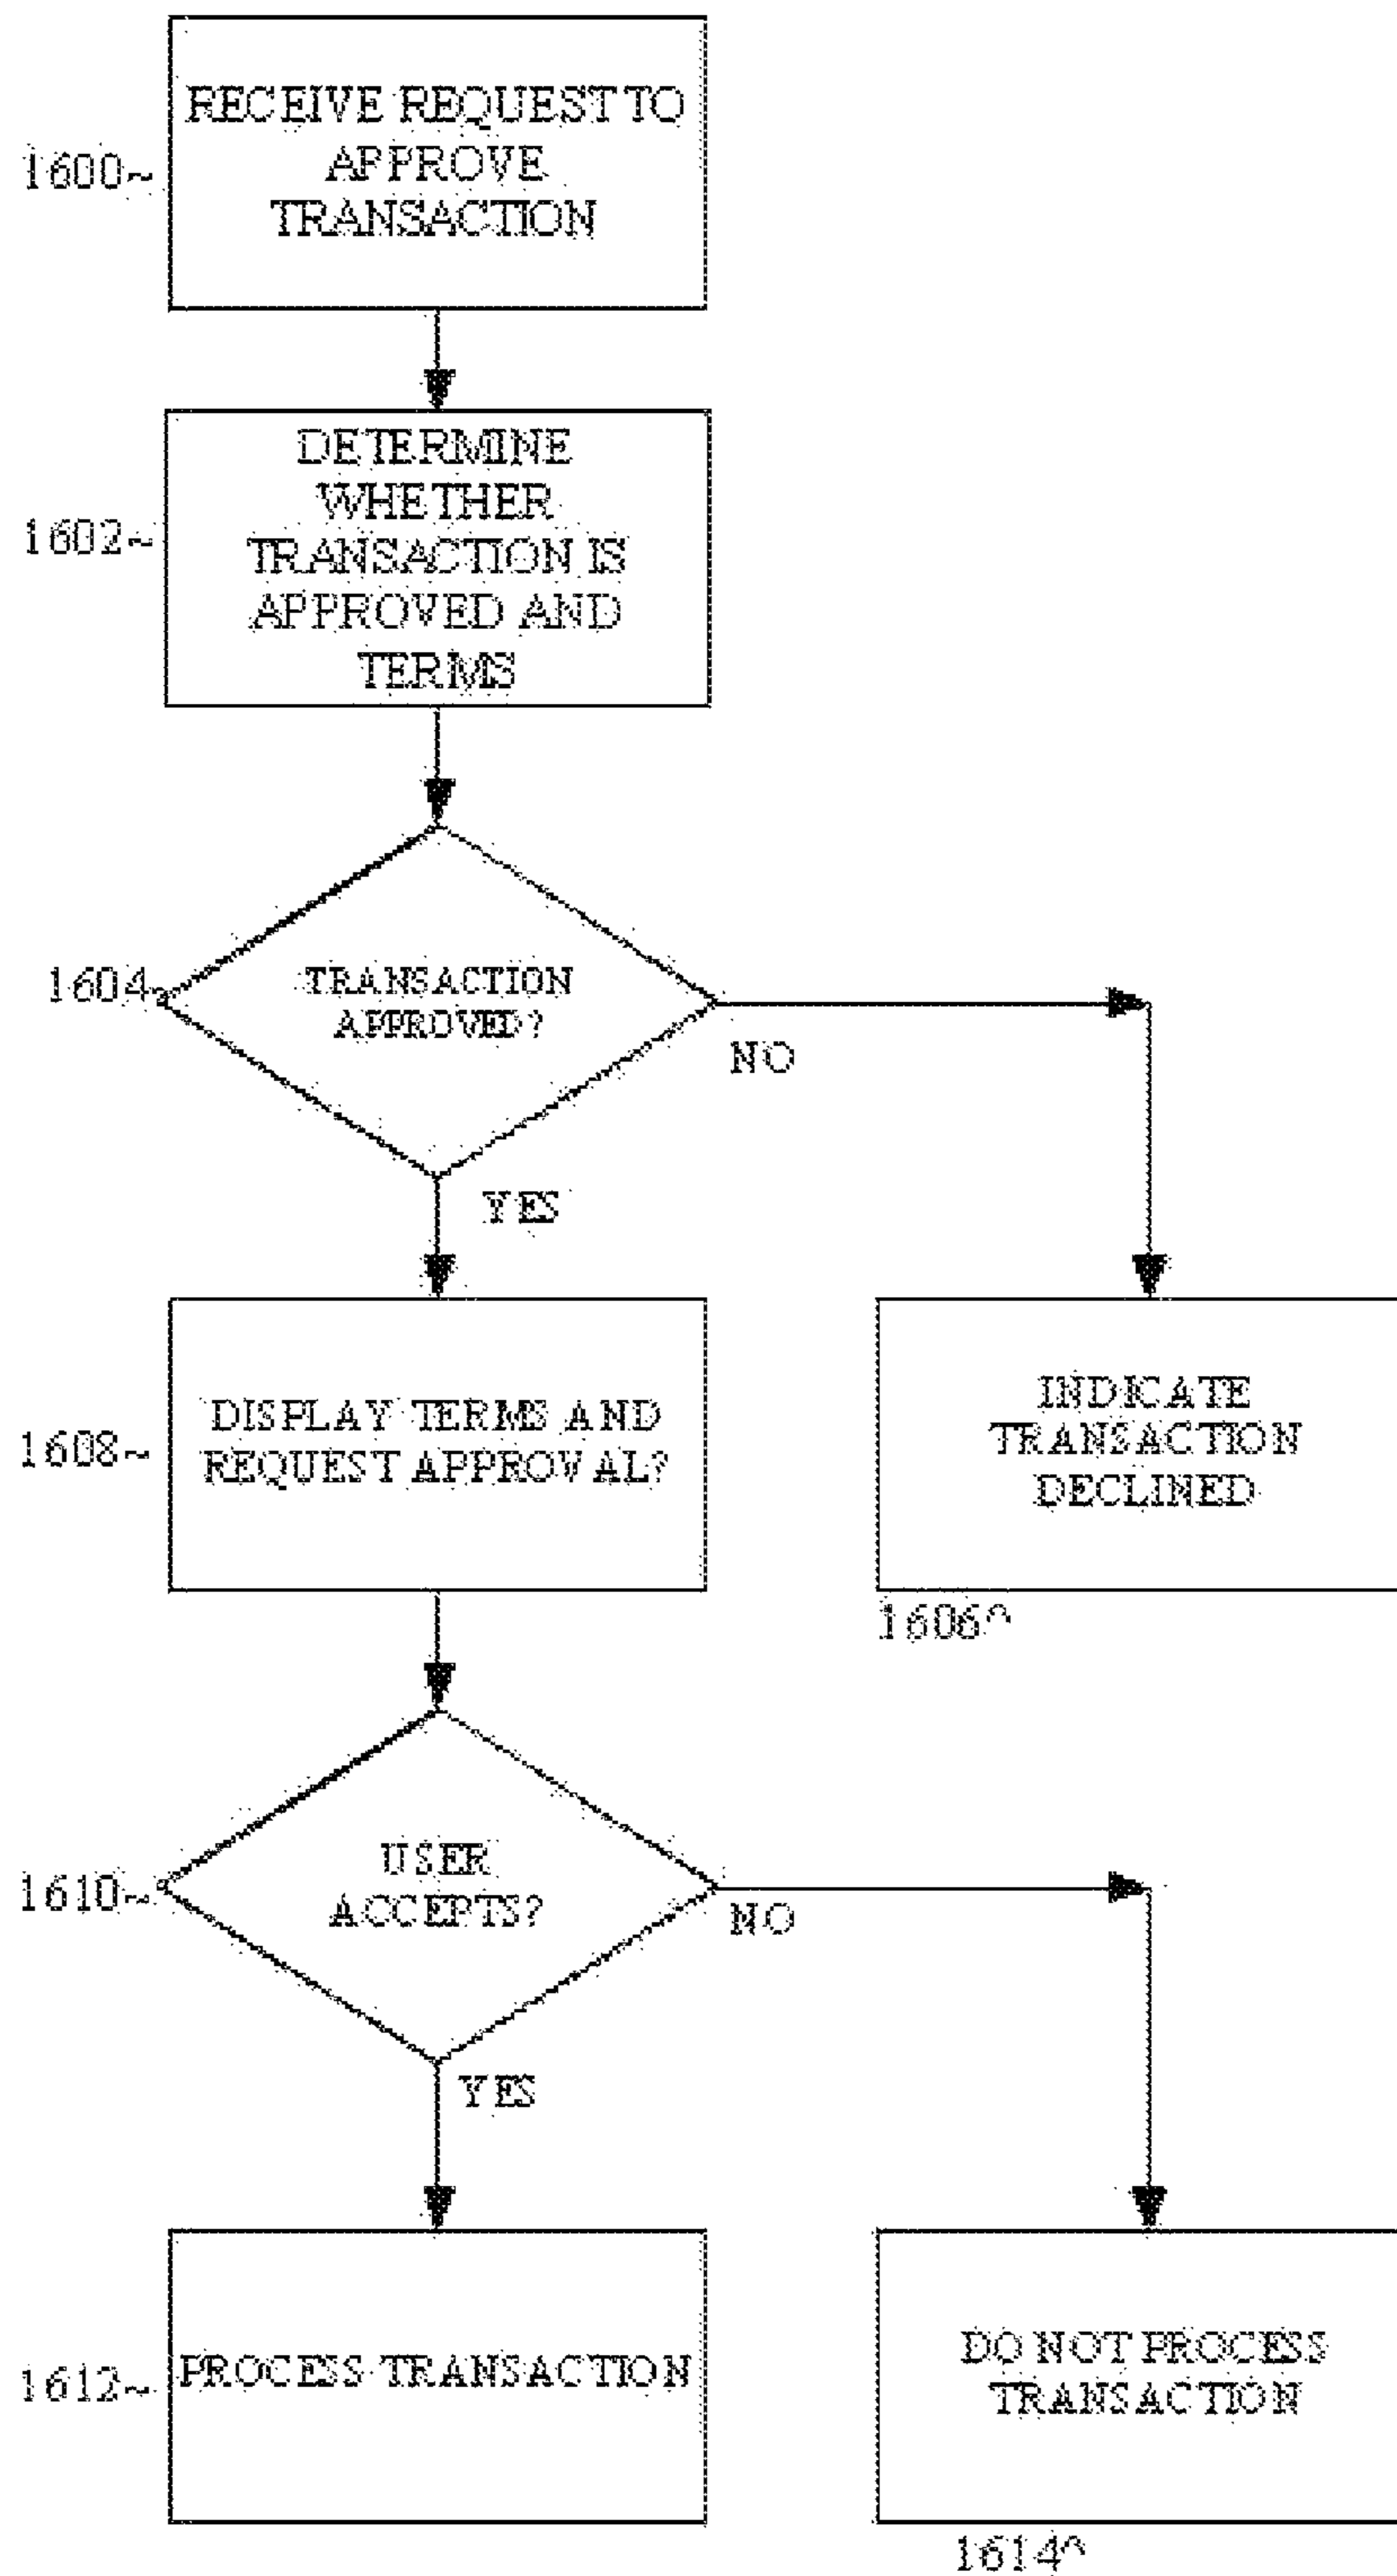 RECEIVE REQUEST TO
APPROVE
TRANSACTION
1600~
DETERMINE
WHETHER
TRANSACTION IS
APPROVED AND
TERMS
1602~
TRANSACTION
APPROVED?
1604~
NO
YES
DISPLAY TERMS AND
REQUEST APPROVAL?
1608~
INDICATE
TRANSACTION
DECLINED
1606^
USER
ACCEPTS?
1610~
NO
YES
PROCESS TRANSACTION
1612~
DO NOT PROCESS
TRANSACTION
1614^